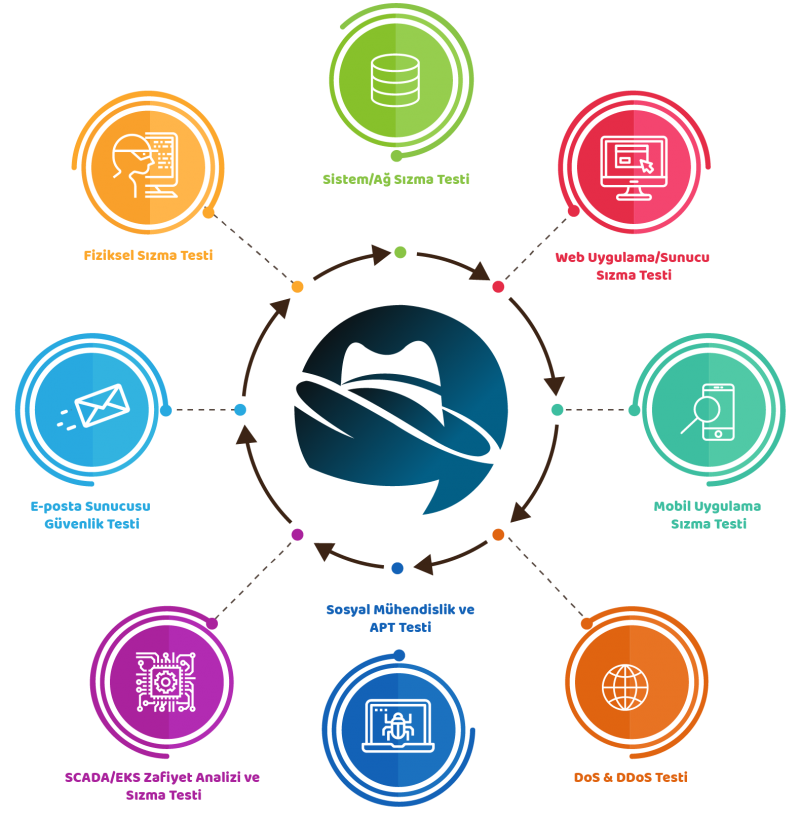 Sistem/Ağ Sızma Testi
Web Uygulama/Sunucu
Sızma Testi
Mobil Uygulama
Sızma Testi
DoS & DDoS Testi
Sosyal Mühendislik ve
APT Testi
SCADA/EKS Zafiyet Analizi ve
Sızma Testi
E-posta Sunucusu
Güvenlik Testi
Fiziksel Sızma Testi